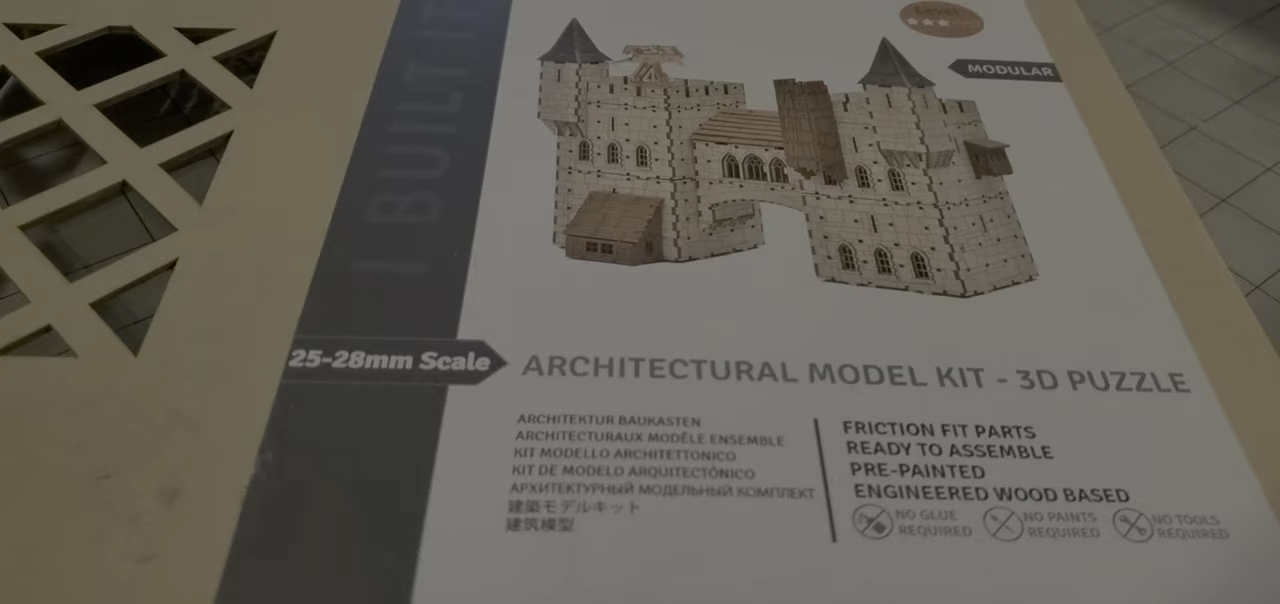 I BUILT IT
Level
MODULAR
25-28mm Scale
ARCHITECTURAL MODEL KIT - 3D PUZZLE
ARCHITEKTUR BAUKASTEN
ARCHITECTURAUX MODÈLE ENSEMBLE
KIT MODELLO ARCHITETTONICO
KIT DE MODELO ARQUITECTÓNICO
АРХИТЕКТУРНЫЙ МОДЕЛЬНЫЙ КОМПЛЕКТ
建築モデルキット
建筑模型
FRICTION FIT PARTS
READY TO ASSEMBLE
PRE-PAINTED
ENGINEERED WOOD BASED
NO GLUE
REQUIRED
NO PAINTS
REQUIRED
NO TOOLS
REQUIRED